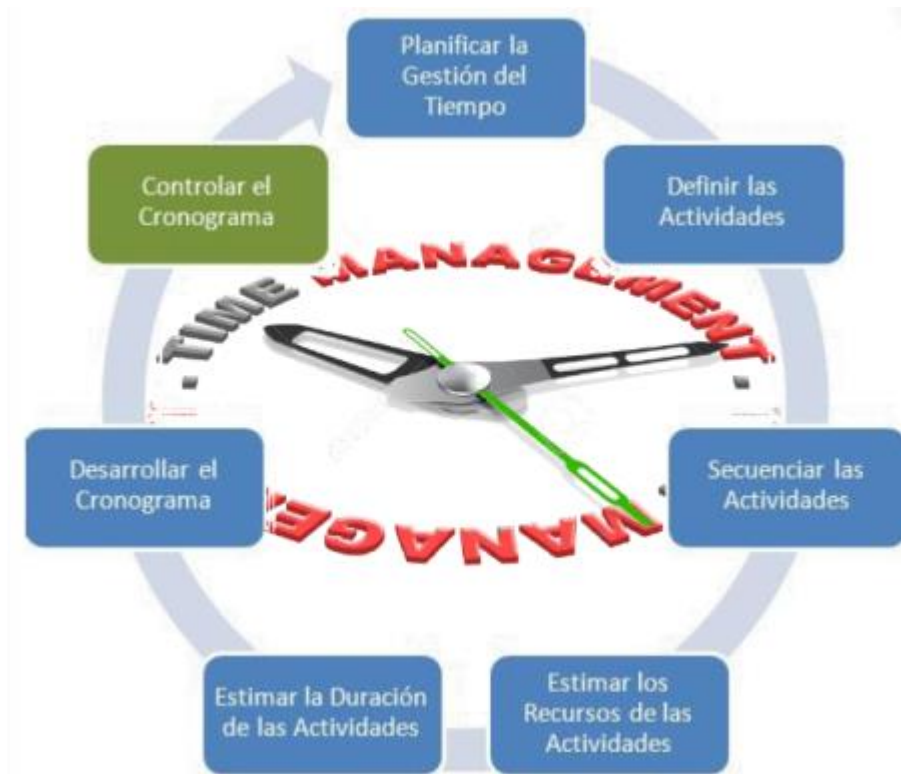 Planificar la
Gestión del
Tiempo
Controlar el
Cronograma
Definir las
Actividades
TIME MANAGEMENT
Desarrollar el
Cronograma
Secuenciar las
Actividades
MANAGE
Estimar la Duración
de las Actividades
Estimar los
Recursos de las
Actividades